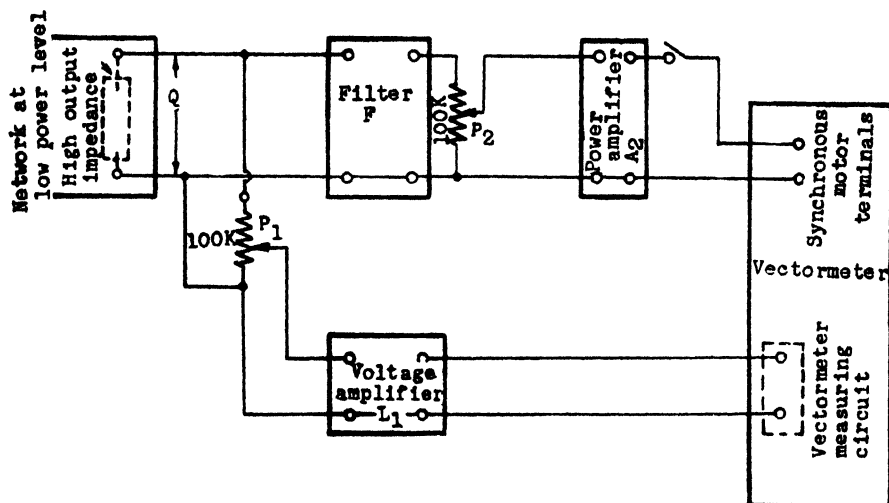 Network at
low power level
High output
impedance
Q
Filter
F
100K
P2
Power
amplifier
A2
Synchronous
motor
terminals
Vectormeter
100K
P1
Voltage
amplifier
L1
Vectormeter
measuring
circuit